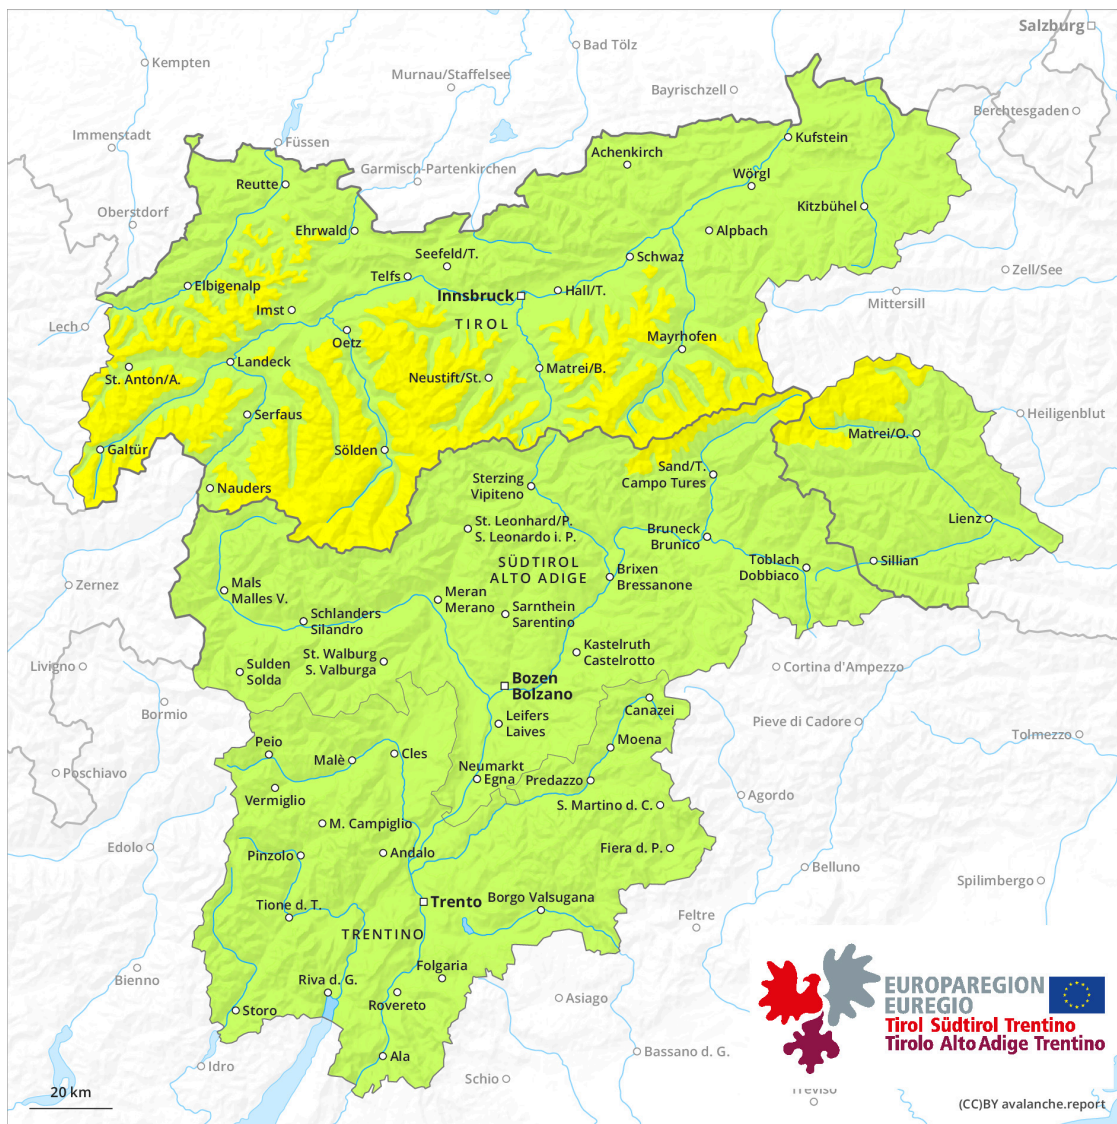 Salzburg
Bad Tölz
Kempten
Murnau/Staffelsee
Bayrischzell
Berchtesgaden
Immenstadt
Füssen
Kufstein
Achenkirch
Garmisch-Partenkirchen
Wörgl
Reutte
Kitzbühel
Oberstdorf
Ehrwald
Alpbach
Seefeld/T.
Schwaz
Zell/See
Telfs
Elbigenalp
Innsbruck
Hall/T.
Mittersill
Imst
TIROL
Lech
Oetz
Mayrhofen
Landeck
St. Anton/A.
Neustift/St.
Matrei/B.
Serfaus
Heiligenblut
Matrei/O.
Galtür
Sölden
Sand/T.
Campo Tures
Sterzing
Vipiteno
Nauders
Lienz
St. Leonhard/P.
S. Leonardo i. P.
Bruneck
Brunico
SÜDTIROL
ALTO ADIGE
Toblach
Dobbiaco
Sillian
Brixen
Bressanone
Zernez
Mals
Malles V.
Meran
Merano
Schlanders
Silandro
Sarnthein
Sarentino
Kastelruth
Castelrotto
St. Walburg
S. Valburga
Livigno
Sulden
Solda
Cortina d'Ampezzo
Bozen
Bolzano
Bormio
Canazei
Leifers
Laives
Pieve di Cadore
Tolmezzo
Peio
Moena
Malè
Cles
Poschiavo
Neumarkt
Egna
Predazzo
Vermiglio
Agordo
S. Martino d. C.
M. Campiglio
Edolo
Pinzolo
Andalo
Fiera d. P.
Belluno
Spilimbergo
Trento
Borgo Valsugana
Tione d. T.
Feltre
TRENTINO
Bienno
Folgaria
Riva d. G.
EUROPAREGION
EUREGIO
Tirol Südtirol Trentino
Tirolo Alto Adige Trentino
Asiago
Storo
Rovereto
Ala
Bassano d. G.
Idro
Schio
Treviso
20 km
(CC)BY avalanche.report